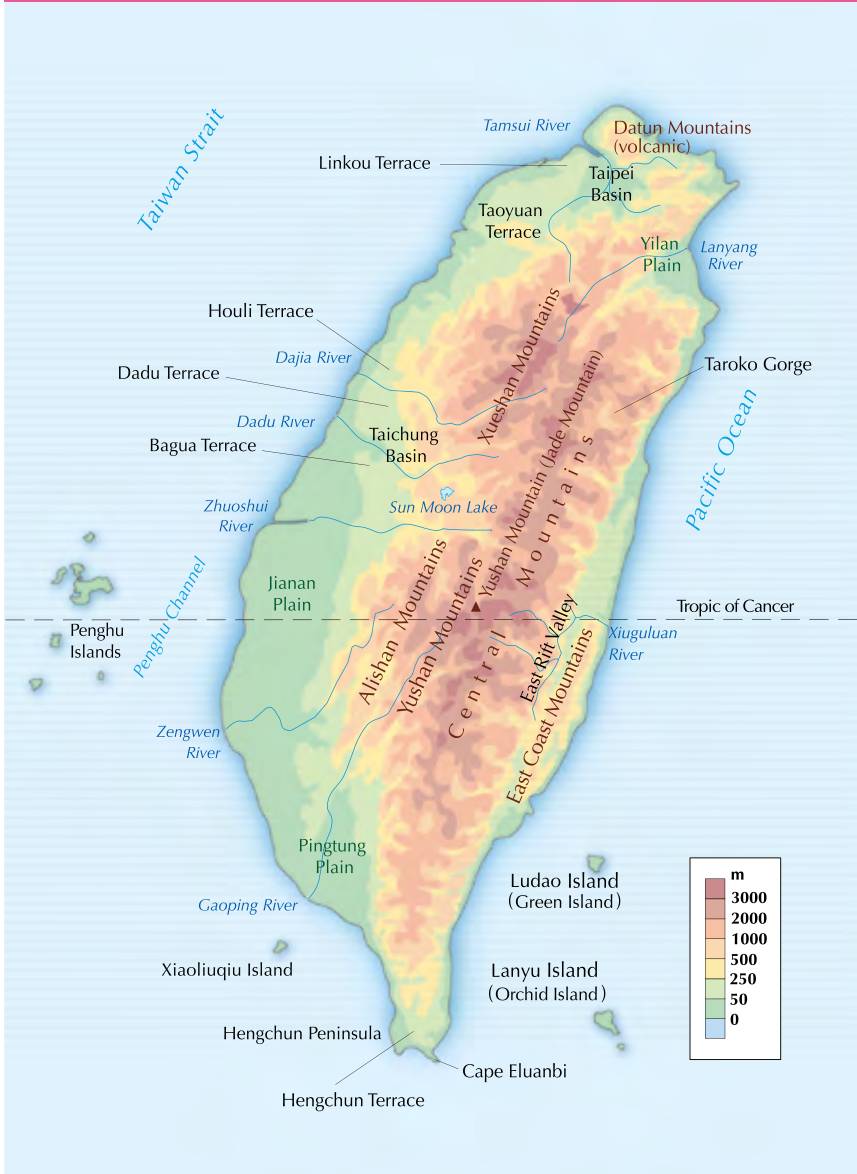 Taiwan Strait
Tamsui River
Datun Mountains
(volcanic)
Linkou Terrace
Taipei
Basin
Taoyuan
Terrace
Yilan
Plain
Lanyang
River
Houli Terrace
Xueshan Mountains
Dajia River
Taroko Gorge
Dadu Terrace
Dadu River
Taichung
Basin
Bagua Terrace
Pacific Ocean
Yushan Mountain (Jade Mountain)
Sun Moon Lake
Zhuoshui
River
Central Mountains
Penghu Channel
Jianan
Plain
Alishan Mountains
Yushan Mountains
East Rift Valley
Tropic of Cancer
Penghu
Islands
Xiuguluan
River
East Coast Mountains
Zengwen
River
Pingtung
Plain
Gaoping River
Ludao Island
(Green Island)
Xiaoliuqiu Island
Lanyu Island
(Orchid Island)
Hengchun Peninsula
Cape Eluanbi
Hengchun Terrace
m
3000
2000
1000
500
250
50
0